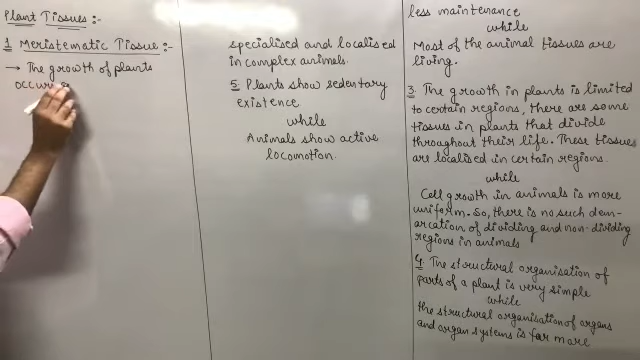 Plant Tissues :-
1 Meristematic Tissue :-
→ The growth of plants
occurs
specialised and localised
in complex animals.
5 Plants show sedentary
existence
while
Animals show active
locomotion.
less maintenance
while
Most of the animal tissues are
living.
3. The growth in plants is limited
to certain regions, there are some
tissues in plants that divide
throughout their life. These tissues
are localised in certain regions.
while
Cell growth in animals is more
uniform. So, there is no such dem-
arcation of dividing and non-dividing
regions in animals
4. The structural organisation of
parts of a plant is very simple
while
the structural organisation of organs
and organ systems is far more